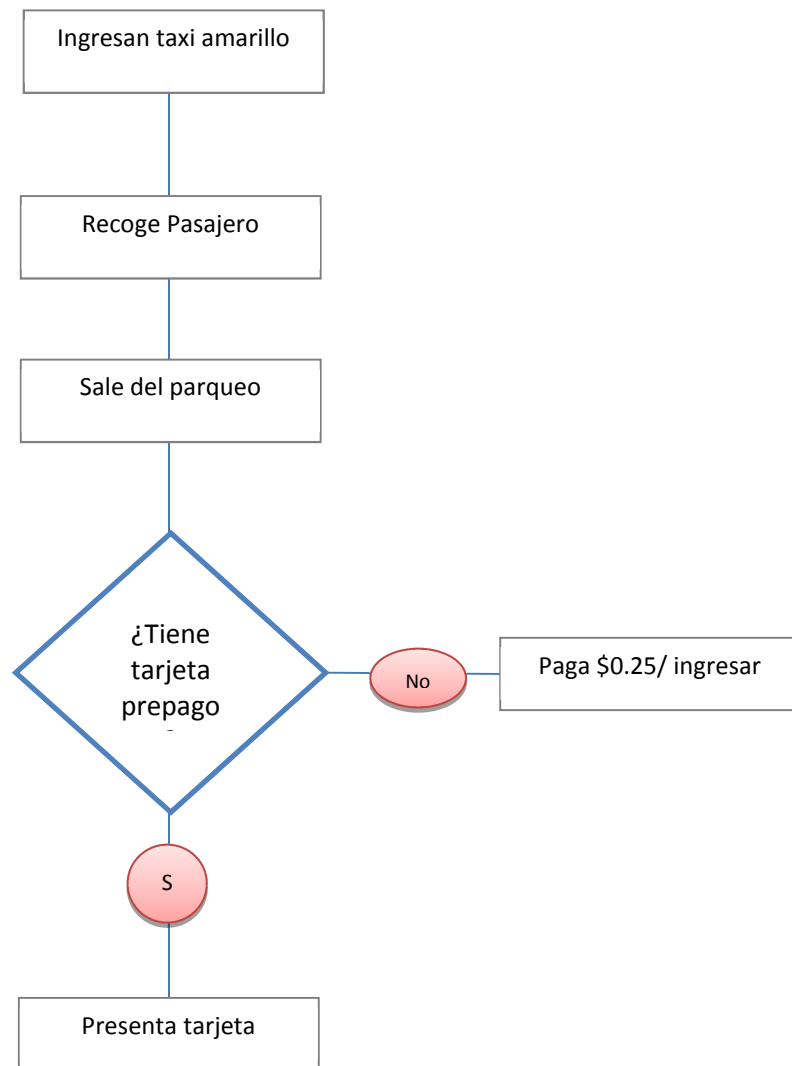 Ingresan taxi amarillo
Recoge Pasajero
Sale del parqueo
¿Tiene
tarjeta
prepago
No
Paga $0.25/ ingresar
S
Presenta tarjeta